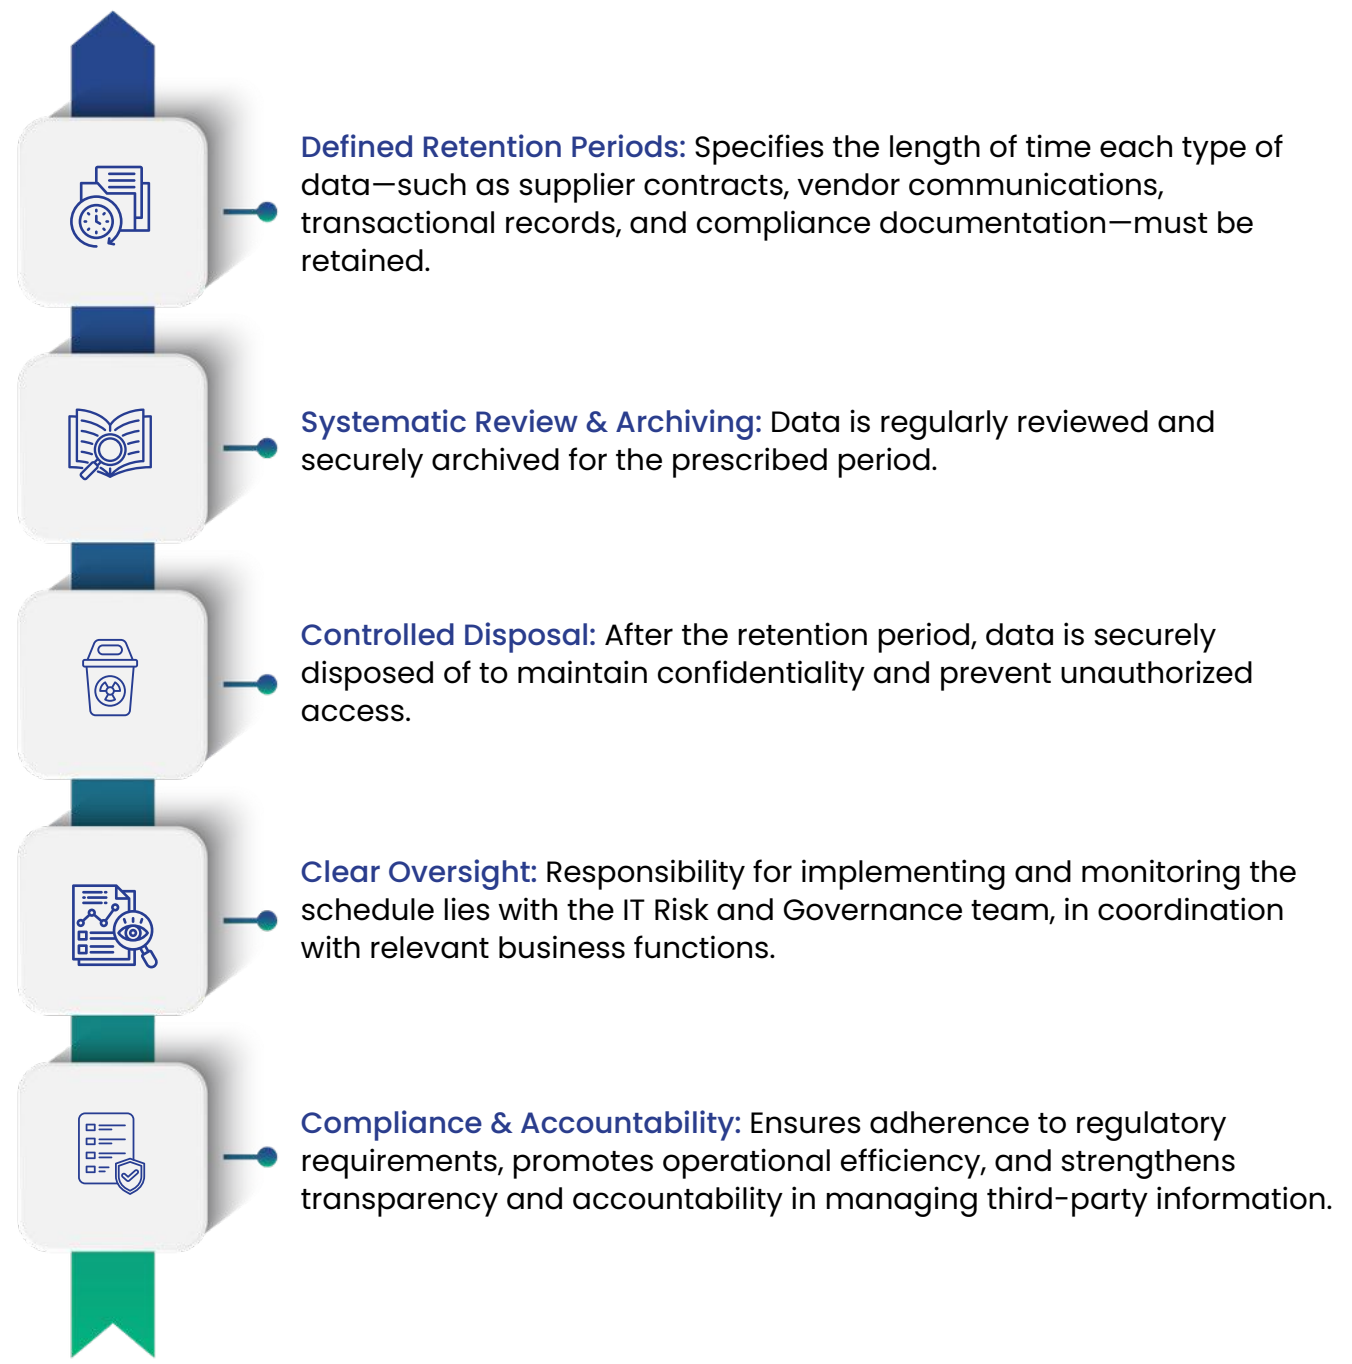 Defined Retention Periods: Specifies the length of time each type of
data—such as supplier contracts, vendor communications,
transactional records, and compliance documentation—must be
retained.
Systematic Review & Archiving: Data is regularly reviewed and
securely archived for the prescribed period.
Controlled Disposal: After the retention period, data is securely
disposed of to maintain confidentiality and prevent unauthorized
access.
Clear Oversight: Responsibility for implementing and monitoring the
schedule lies with the IT Risk and Governance team, in coordination
with relevant business functions.
Compliance & Accountability: Ensures adherence to regulatory
requirements, promotes operational efficiency, and strengthens
transparency and accountability in managing third-party information.